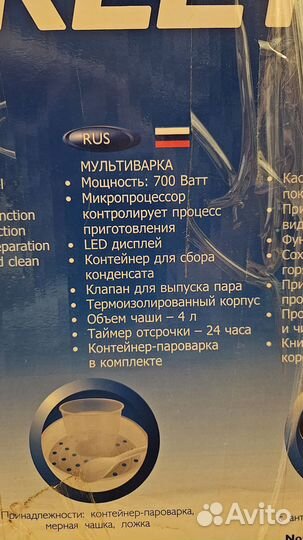 RUS
МУЛЬТИВАРКА
• Мощность: 700 Ватт
• Микропроцессор
контролирует процесс
приготовления
• LED дисплей
• Контейнер для сбора
конденсата
• Клапан для выпуска пара
• Термоизолированный корпус
• Объем чаши – 4 л
• Таймер отсрочки – 24 часа
• Контейнер-пароварка
в комплекте
Принадлежности: контейнер-пароварка,
мерная чашка, ложка
d clean
Avito